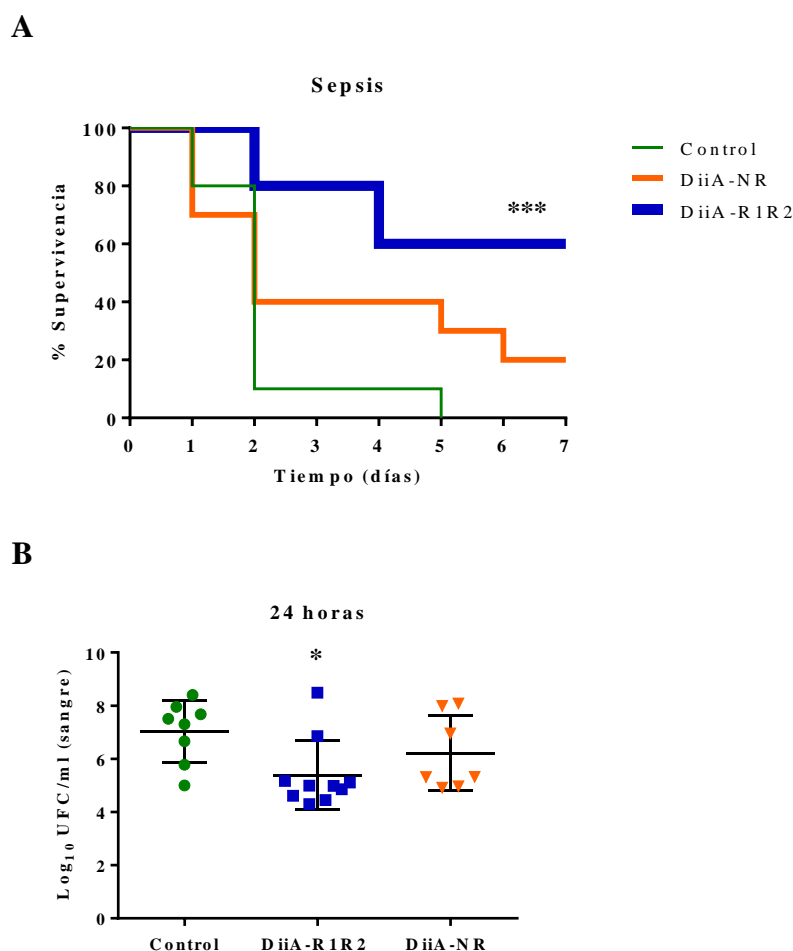 A
Sepsis
100
80
60
40
20
0
% Supervivencia
0 1 2 3 4 5 6 7
Tiempo (días)
***
Control
DiiA-NR
DiiA-R1R2
B
24 horas
10
8
6
4
2
0
Log10 UFC/ml (sangre)
*
Control DiiA-R1R2 DiiA-NR